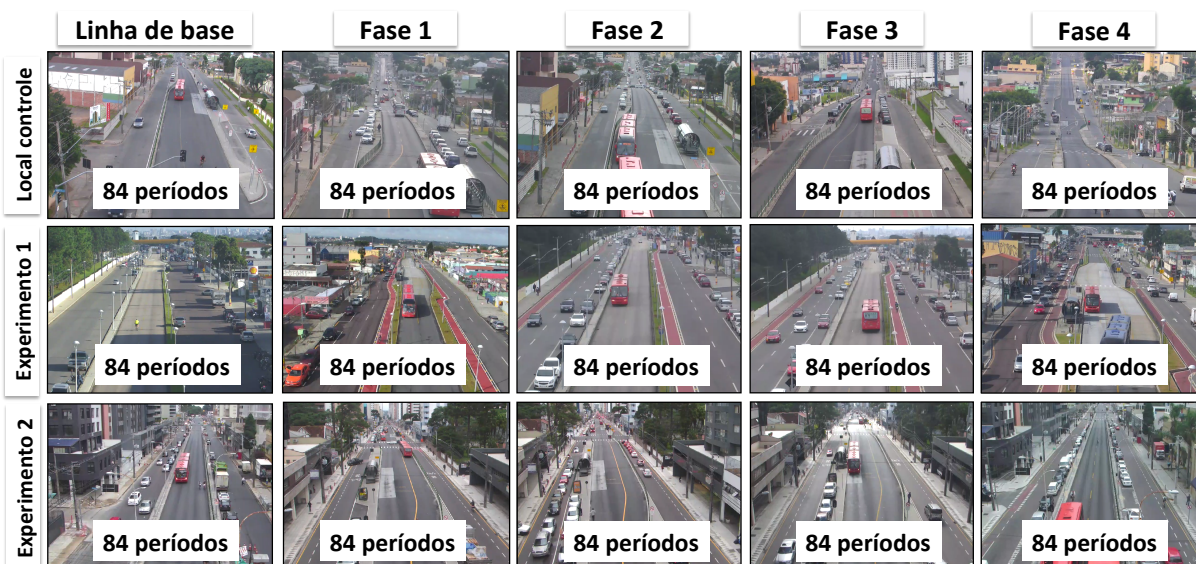 Linha de base
Fase 1
Fase 2
Fase 3
Fase 4
Local controle
84 períodos
84 períodos
84 períodos
84 períodos
84 períodos
Experimento 1
84 períodos
84 períodos
84 períodos
84 períodos
84 períodos
Experimento 2
84 períodos
84 períodos
84 períodos
84 períodos
84 períodos